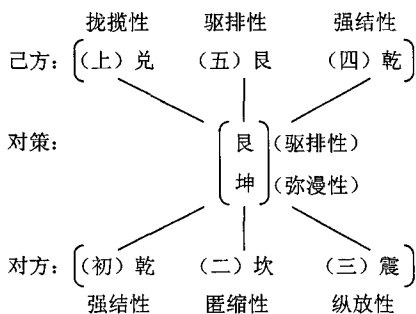 拢揽性 驱排性 强结性
己方：（上）兑 （五）艮 （四）乾
对策： 艮（驱排性）
坤（弥漫性）
对方：（初）乾 （二）坎 （三）震
强结性 匿缩性 纵放性